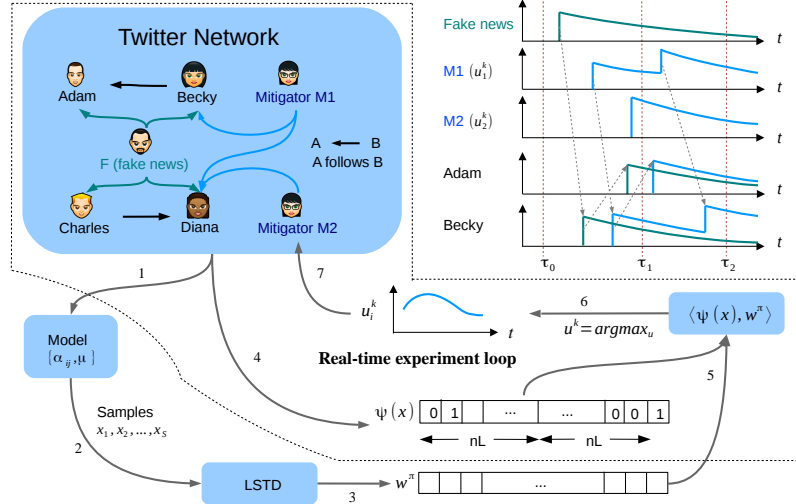 Twitter Network
Adam
Becky
Mitigator M1
F (fake news)
A
B
A follows B
Charles
Diana
Mitigator M2
Fake news
t
M1 (u₁ᵏ)
t
M2 (u₂ᵏ)
t
Adam
t
Becky
t
τ₀
τ₁
τ₂
1
7
6
uᵢᵏ
t
uᵏ = argmaxᵤ
⟨ψ(x), wᵖⁱ⟩
Real-time experiment loop
Model
{αᵢⱼ, μ}
4
5
Samples
x₁, x₂, ..., x_S
2
ψ(x)
0 1 ... ... 0 0 1
nL
nL
LSTD
3
w^π
...